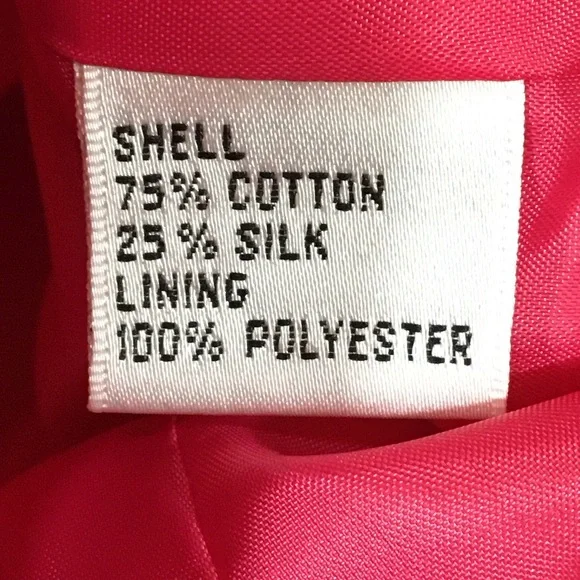 SHELL
75% COTTON
25% SILK
LINING
100% POLYESTER